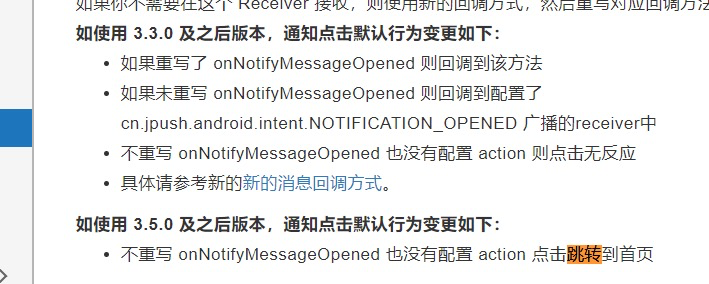 如果你不需要在这个 Receiver 接收，则使用新的回调方式，然后重写对应回调方法
如使用 3.3.0 及之后版本，通知点击默认行为变更如下：
如果重写了 onNotifyMessageOpened 则回调到该方法
如果未重写 onNotifyMessageOpened 则回调到配置了
cn.jpush.android.intent.NOTIFICATION_OPENED 广播的receiver中
不重写 onNotifyMessageOpened 也没有配置 action 则点击无反应
具体请参考新的新的消息回调方式。
如使用 3.5.0 及之后版本，通知点击默认行为变更如下：
不重写 onNotifyMessageOpened 也没有配置 action 点击跳转到首页